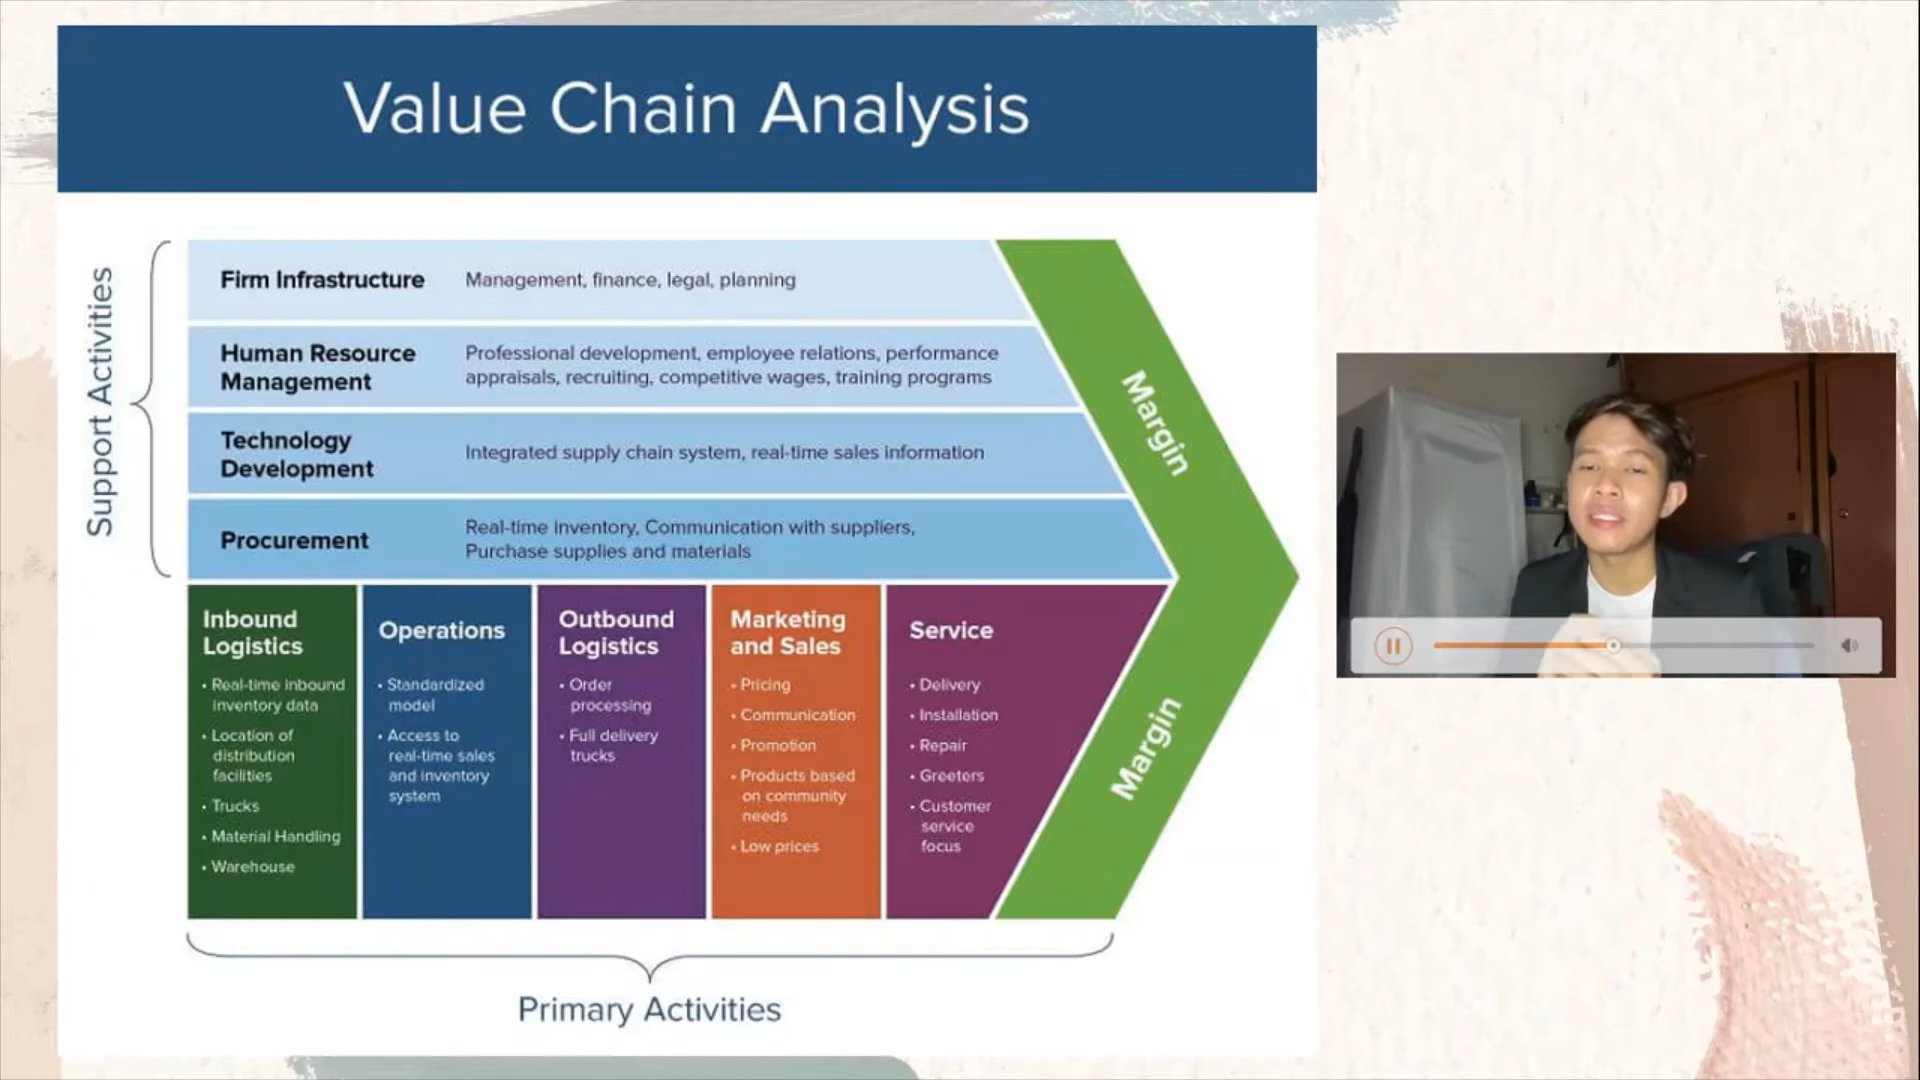 Value Chain Analysis
Support Activities
Firm Infrastructure
Management, finance, legal, planning
Human Resource
Management
Professional development, employee relations, performance
appraisals, recruiting, competitive wages, training programs
Technology
Development
Integrated supply chain system, real-time sales information
Procurement
Real-time inventory, Communication with suppliers,
Purchase supplies and materials
Margin
Margin
Inbound
Logistics
• Real-time inbound
inventory data
• Location of
distribution
facilities
• Trucks
• Material Handling
• Warehouse
Operations
• Standardized
model
• Access to
real-time sales
and inventory
system
Outbound
Logistics
• Order
processing
• Full delivery
trucks
Marketing
and Sales
• Pricing
• Communication
• Promotion
• Products based
on community
needs
• Low prices
Service
• Delivery
• Installation
• Repair
• Greeters
• Customer
service
focus
Primary Activities